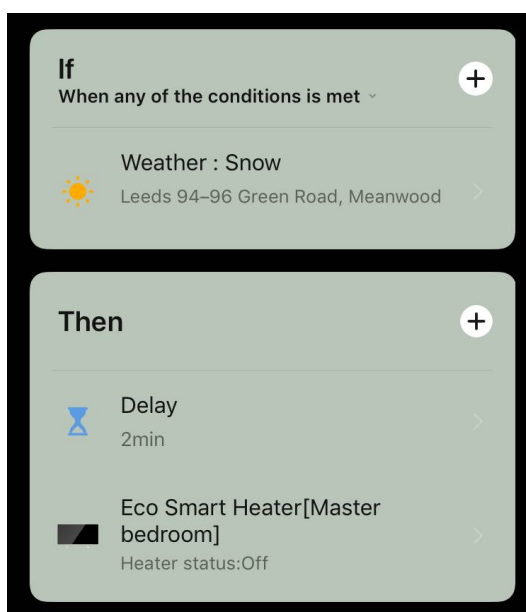 If
When any of the conditions is met
Weather : Snow
Leeds 94–96 Green Road, Meanwood
Then
Delay
2min
Eco Smart Heater[Master
bedroom]
Heater status:Off